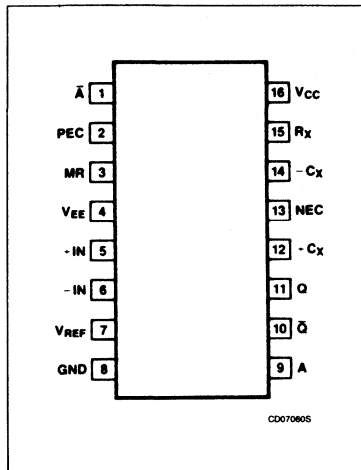 Ā 1
PEC 2
MR 3
VEE 4
+IN 5
−IN 6
VREF 7
GND 8
16 VCC
15 RX
14 −CX
13 NEC
12 +CX
11 Q
10 Q̄
9 A
CD07060S